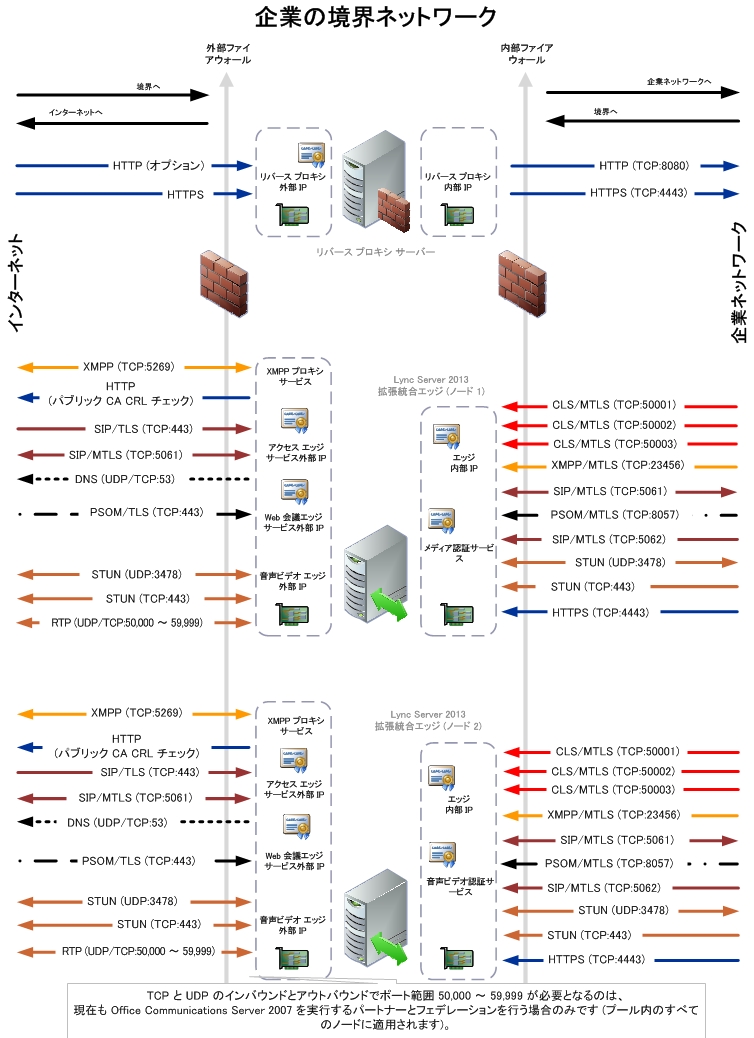 企業の境界ネットワーク
外部ファイ
アウォール
内部ファイア
ウォール
境界へ
インターネットへ
企業ネットワークへ
境界へ
HTTP (オプション)
HTTPS
リバース プロキシ
外部 IP
リバース プロキシ
内部 IP
HTTP (TCP:8080)
HTTPS (TCP:4443)
リバース プロキシ サーバー
インターネット
企業ネットワーク
XMPP (TCP:5269)
HTTP
(パブリック CA CRL チェック)
SIP/TLS (TCP:443)
SIP/MTLS (TCP:5061)
DNS (UDP/TCP:53)
PSOM/TLS (TCP:443)
STUN (UDP:3478)
STUN (TCP:443)
RTP (UDP/TCP:50,000 ～ 59,999)
XMPP プロキシ
サービス
アクセス エッジ
サービス外部 IP
Web 会議エッジ
サービス外部 IP
音声ビデオ エッジ
外部 IP
Lync Server 2013
拡張統合エッジ (ノード 1)
エッジ
内部 IP
メディア認証サービ
ス
CLS/MTLS (TCP:50001)
CLS/MTLS (TCP:50002)
CLS/MTLS (TCP:50003)
XMPP/MTLS (TCP:23456)
SIP/MTLS (TCP:5061)
PSOM/MTLS (TCP:8057)
SIP/MTLS (TCP:5062)
STUN (UDP:3478)
STUN (TCP:443)
HTTPS (TCP:4443)
XMPP (TCP:5269)
HTTP
(パブリック CA CRL チェック)
SIP/TLS (TCP:443)
SIP/MTLS (TCP:5061)
DNS (UDP/TCP:53)
PSOM/TLS (TCP:443)
STUN (UDP:3478)
STUN (TCP:443)
RTP (UDP/TCP:50,000 ～ 59,999)
XMPP プロキシ
サービス
アクセス エッジ
サービス外部 IP
Web 会議エッジ
サービス外部 IP
音声ビデオ エッジ
外部 IP
Lync Server 2013
拡張統合エッジ (ノード 2)
エッジ
内部 IP
音声ビデオ認証サー
ビス
CLS/MTLS (TCP:50001)
CLS/MTLS (TCP:50002)
CLS/MTLS (TCP:50003)
XMPP/MTLS (TCP:23456)
SIP/MTLS (TCP:5061)
PSOM/MTLS (TCP:8057)
SIP/MTLS (TCP:5062)
STUN (UDP:3478)
STUN (TCP:443)
HTTPS (TCP:4443)
TCP と UDP のインバウンドとアウトバウンドでポート範囲 50,000 ～ 59,999 が必要となるのは、
現在も Office Communications Server 2007 を実行するパートナーとフェデレーションを行う場合のみです (プール内のすべて
のノードに適用されます)。